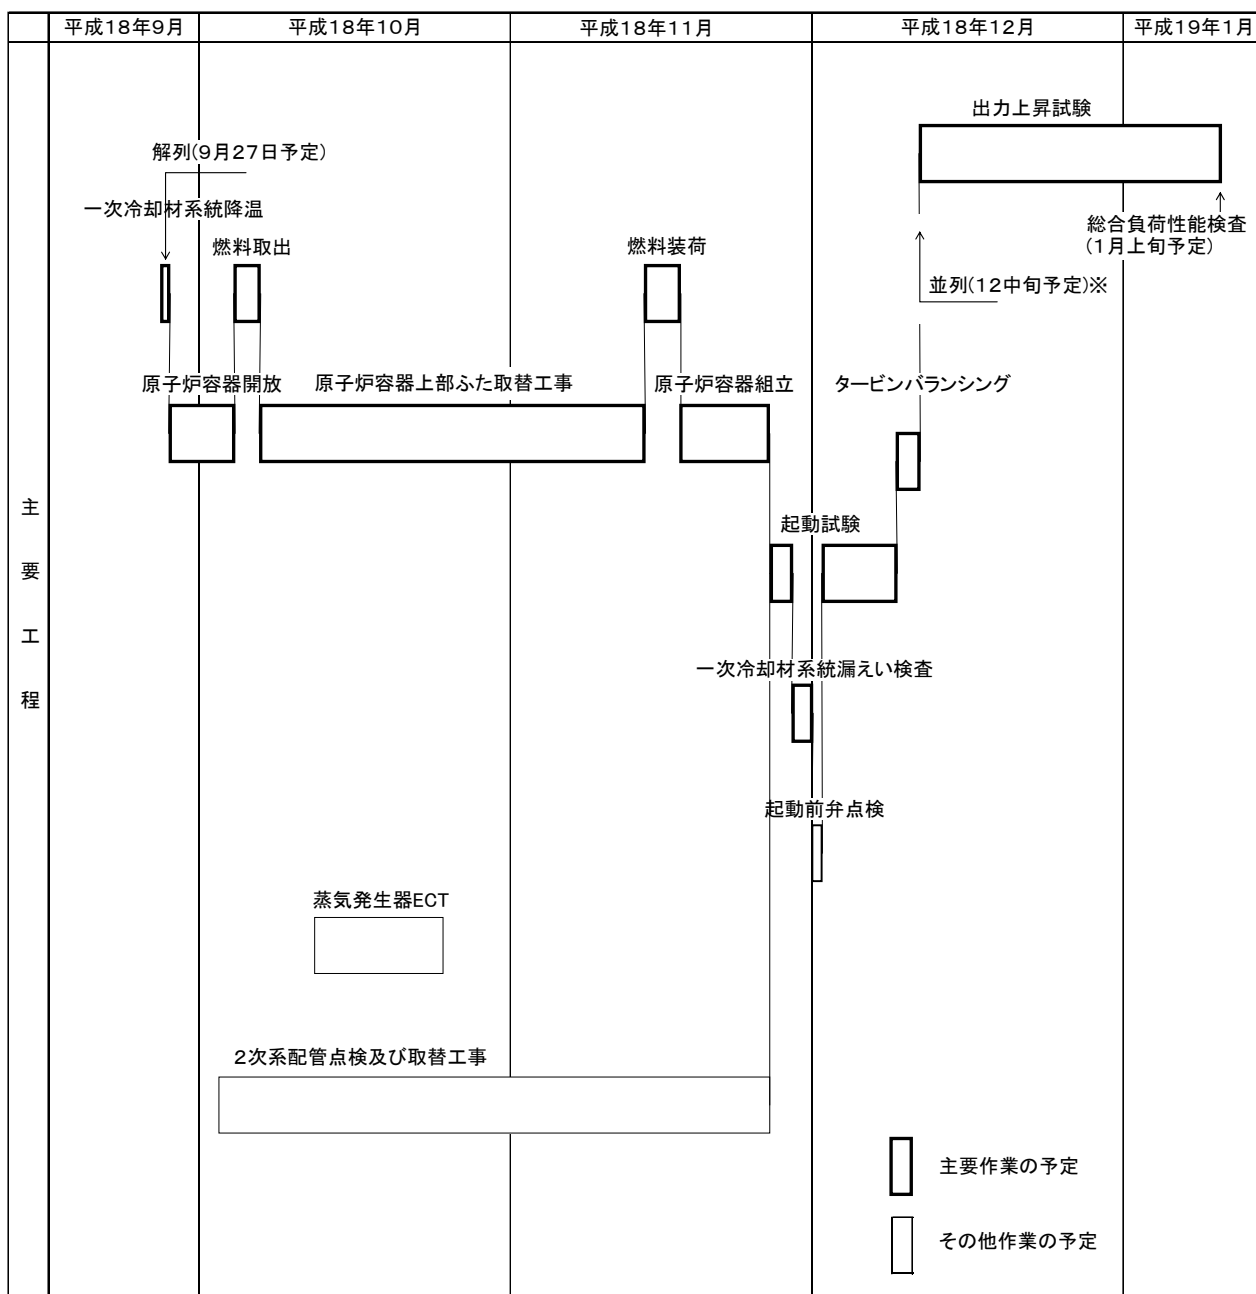 平成18年9月
平成18年10月
平成18年11月
平成18年12月
平成19年1月
出力上昇試験
解列(9月27日予定)
一次冷却材系統降温
総合負荷性能検査
(1月上旬予定)
燃料取出
燃料装荷
並列(12中旬予定)※
原子炉容器開放
原子炉容器上部ふた取替工事
原子炉容器組立
タービンバランシング
主要工程
起動試験
一次冷却材系統漏えい検査
起動前弁点検
蒸気発生器ECT
2次系配管点検及び取替工事
主要作業の予定
その他作業の予定